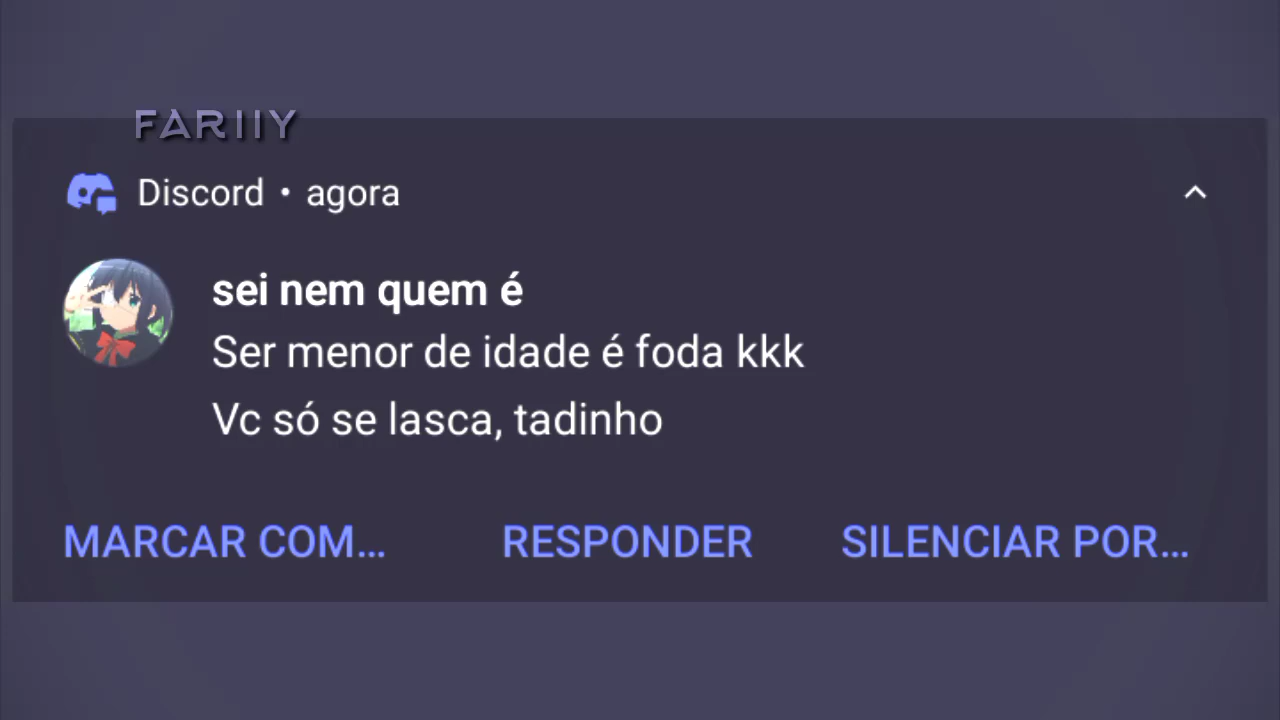 FARIIY
Discord • agora
sei nem quem é
Ser menor de idade é foda kkk
Vc só se lasca, tadinho
MARCAR COM... RESPONDER SILENCIAR POR...